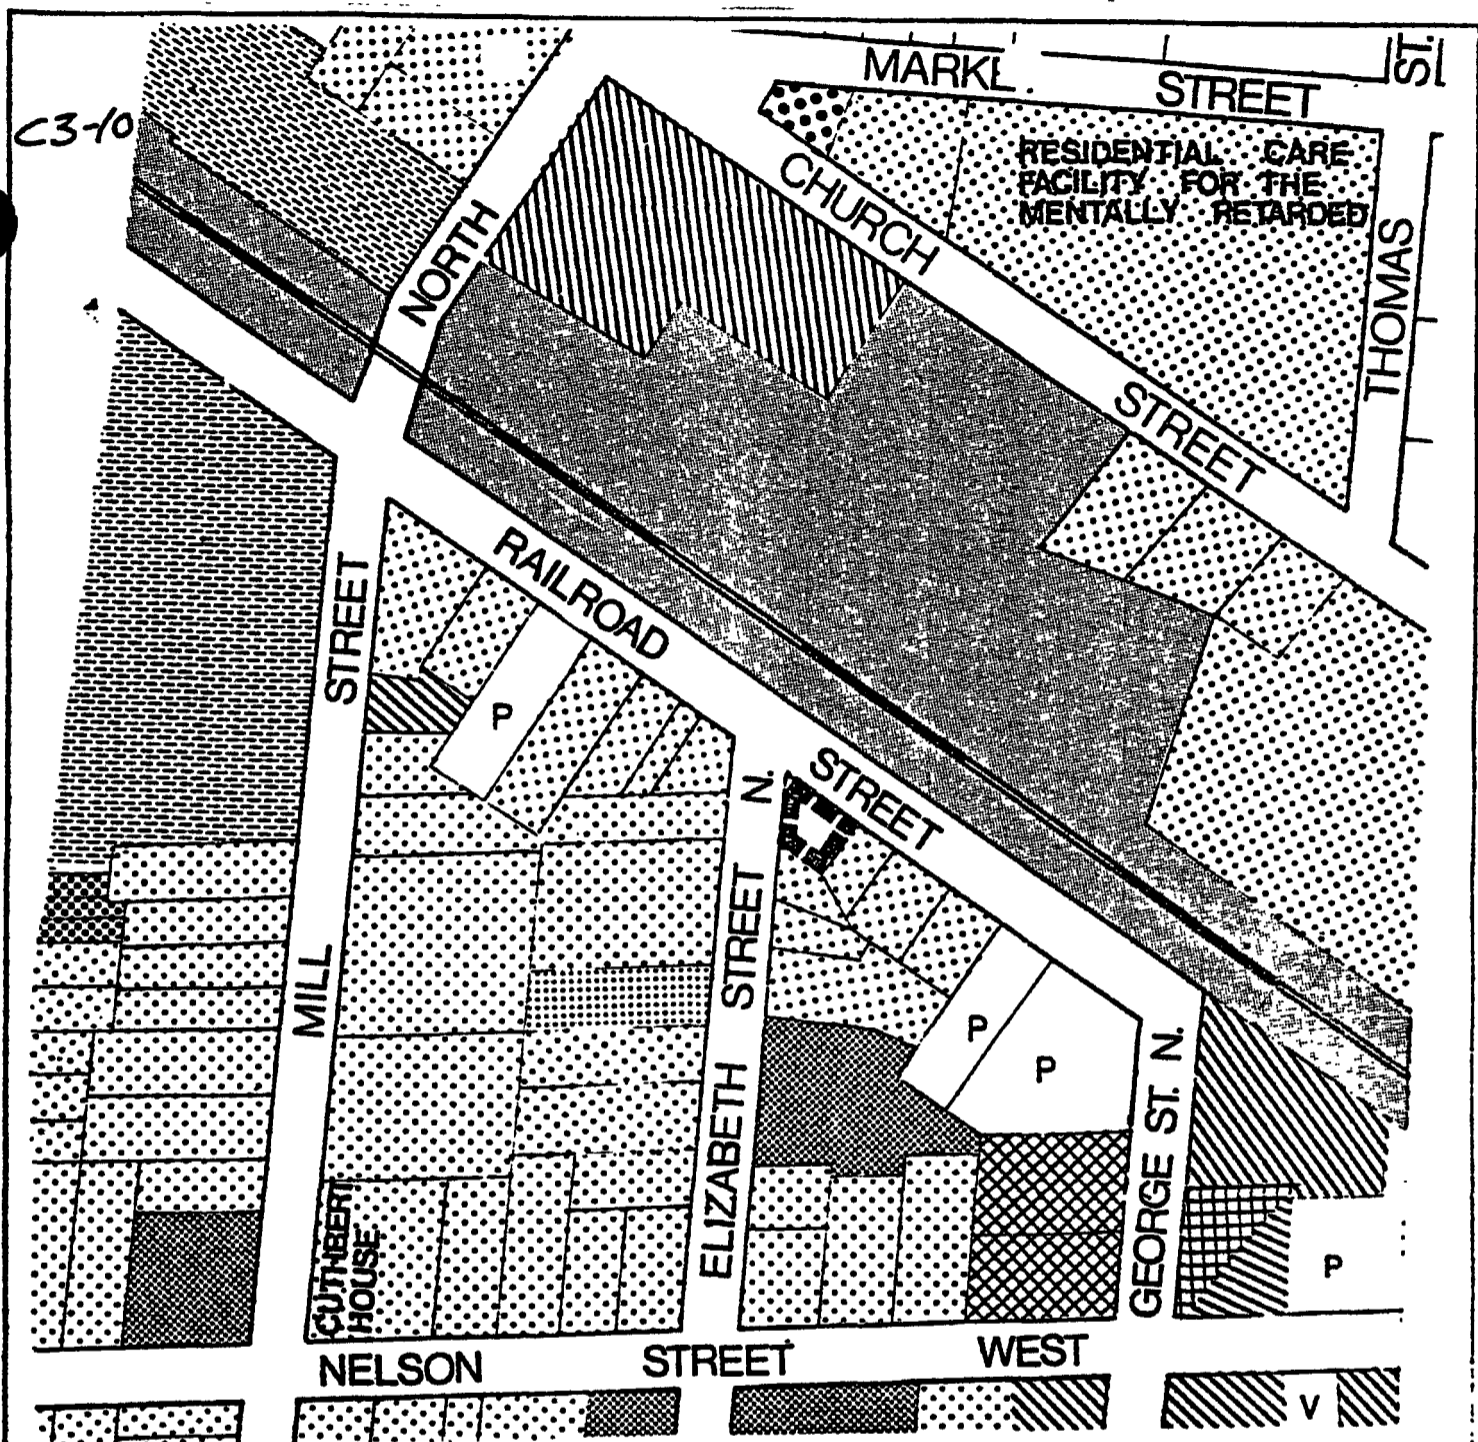 ST.
MARKE
STREET
C3-10
RESIDENTIAL CARE
FACILITY FOR THE
MENTALLY RETARDED
CHURCH
NORTH
THOMAS
STREET
RAILROAD
STREET
P
N.
STREET
STREET
MILL
P
P
N.
ST.
ELIZABETH
GEORGE
CUTHBERT
HOUSE
P
NELSON STREET WEST
V